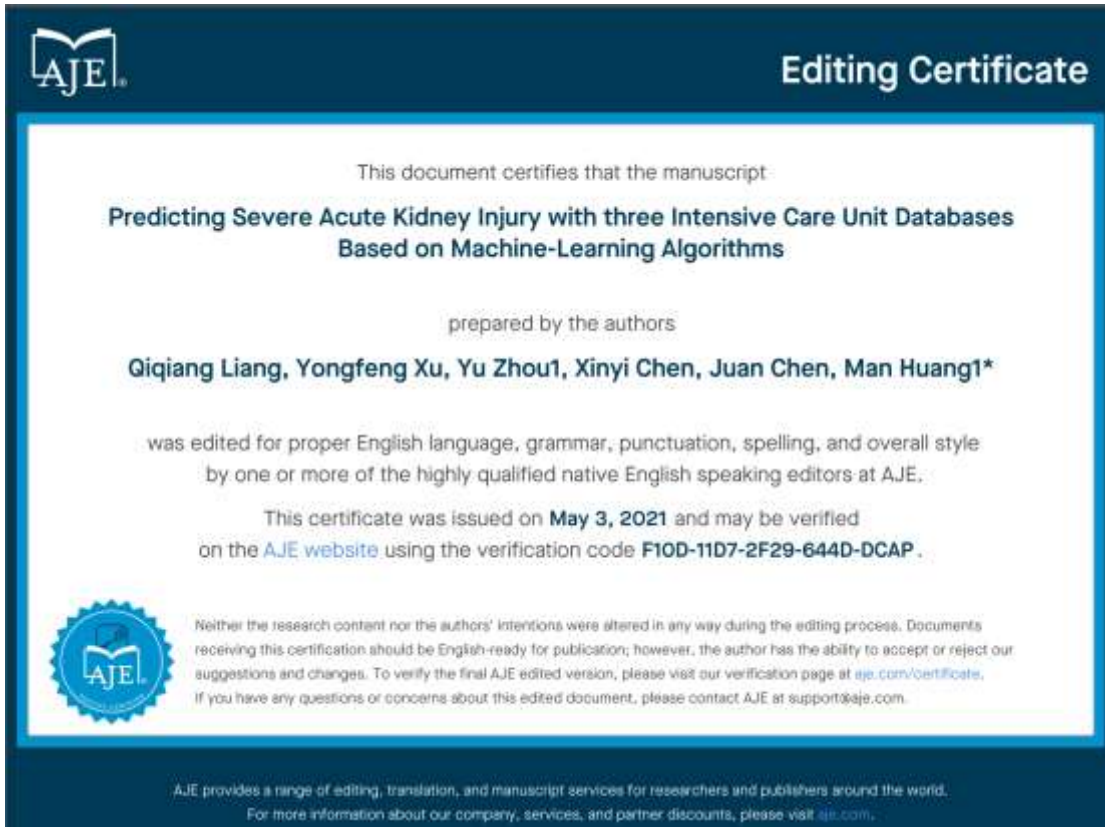 AJE®
Editing Certificate
This document certifies that the manuscript
Predicting Severe Acute Kidney Injury with three Intensive Care Unit Databases
Based on Machine-Learning Algorithms
prepared by the authors
Qiqiang Liang, Yongfeng Xu, Yu Zhou1, Xinyi Chen, Juan Chen, Man Huang1*
was edited for proper English language, grammar, punctuation, spelling, and overall style
by one or more of the highly qualified native English speaking editors at AJE.
This certificate was issued on May 3, 2021 and may be verified
on the AJE website using the verification code F10D-11D7-2F29-644D-DCAP.
Neither the research content nor the authors' intentions were altered in any way during the editing process. Documents
receiving this certification should be English-ready for publication; however, the author has the ability to accept or reject our
suggestions and changes. To verify the final AJE edited version, please visit our verification page at aje.com/certificate.
If you have any questions or concerns about this edited document, please contact AJE at support@aje.com.
AJE
AJE provides a range of editing, translation, and manuscript services for researchers and publishers around the world.
For more information about our company, services, and partner discounts, please visit aje.com.